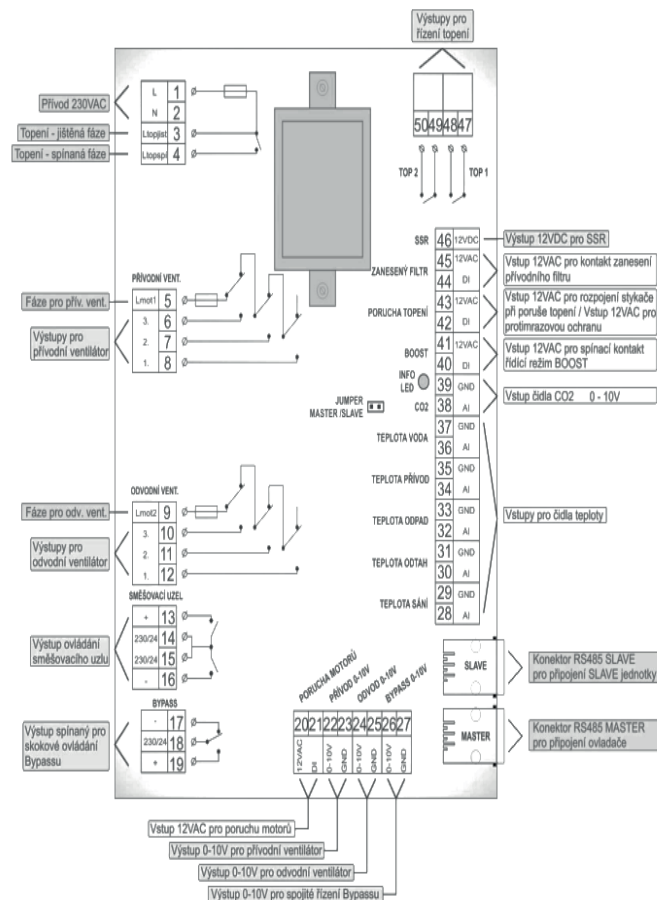 Výstupy pro
řízení topení
50 49 48 47
TOP 2
TOP 1
Přívod 230VAC
L 1
N 2
Topení - jištěná fáze
Ltopjist 3
Topení - spínaná fáze
Ltopspí 4
PŘÍVODNÍ VENT.
Fáze pro přív. vent.
Lmot1 5
Výstupy pro
přívodní ventilátor
3. 6
2. 7
1. 8
ODVODNÍ VENT.
Fáze pro odv. vent.
Lmot2 9
Výstupy pro
odvodní ventilátor
3. 10
2. 11
1. 12
SMĚŠOVACÍ UZEL
Výstup ovládání
směšovacího uzlu
+ 13
230/24 14
230/24 15
- 16
BYPASS
Výstup spínaný pro
skokové ovládání
Bypassu
- 17
230/24 18
+ 19
SSR
46 12VDC
Výstup 12VDC pro SSR
ZANESENÝ FILTR
45 12VAC
44 DI
Vstup 12VAC pro kontakt zanesení
přívodního filtru
PORUCHA TOPENÍ
43 12VAC
42 DI
Vstup 12VAC pro rozpojení stykače
při poruše topení / Vstup 12VAC pro
protimrazovou ochranu
BOOST
41 12VAC
40 DI
Vstup 12VAC pro spínací kontakt
řídící režim BOOST
INFO
LED
JUMPER
MASTER /SLAVE
CO2
39 GND
38 AI
Vstup čidla CO2 0 - 10V
TEPLOTA VODA
37 GND
36 AI
TEPLOTA PŘÍVOD
35 GND
34 AI
TEPLOTA ODPAD
33 GND
32 AI
TEPLOTA ODTAH
31 GND
30 AI
TEPLOTA SÁNÍ
29 GND
28 AI
Vstupy pro čidla teploty
SLAVE
Konektor RS485 SLAVE
pro připojení SLAVE jednotky
MASTER
Konektor RS485 MASTER
pro připojení ovladače
PORUCHA MOTORŮ
PŘÍVOD 0-10V
ODVOD 0-10V
BYPASS 0-10V
20 21 22 23 24 25 26 27
12VAC DI 0-10V GND 0-10V GND 0-10V GND
Vstup 12VAC pro poruchu motorů
Výstup 0-10V pro přívodní ventilátor
Výstup 0-10V pro odvodní ventilátor
Výstup 0-10V pro spojité řízení Bypassu